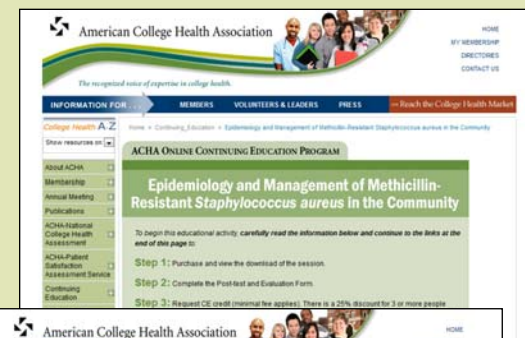 American College Health Association
The recognized voice of expertise in college health.
HOME
MY MEMBERSHIP
DIRECTORIES
CONTACT US
INFORMATION FOR . . .
MEMBERS
VOLUNTEERS & LEADERS
PRESS
Reach the College Health Market
College Health A-Z
Show resources on:
Home » Continuing_Education » Epidemiology and Management of Methicillin-Resistant Staphylococcus aureus in the Community
ACHA ONLINE CONTINUING EDUCATION PROGRAM
About ACHA
Membership
Annual Meeting
Publications
ACHA-National
College Health
Assessment
ACHA-Patient
Satisfaction
Assessment Service
Continuing
Education
Epidemiology and Management of Methicillin-
Resistant Staphylococcus aureus in the Community
To begin this educational activity, carefully read the information below and continue to the links at the
end of this page to:
Step 1: Purchase and view the download of the session.
Step 2: Complete the Post-test and Evaluation Form.
Step 3: Request CE credit (minimal fee applies). There is a 25% discount for 3 or more people
American College Health Association
HOME